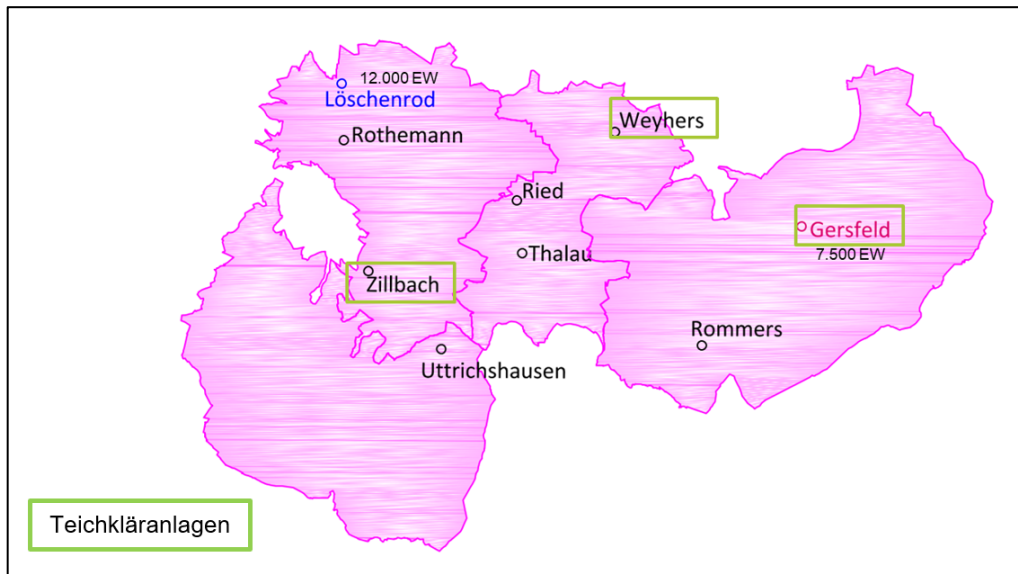 12.000 EW
Löschenrod
Rothemann
Weyhers
Ried
Gersfeld
7.500 EW
Thalau
Zillbach
Rommers
Uttrichshausen
Teichkläranlagen